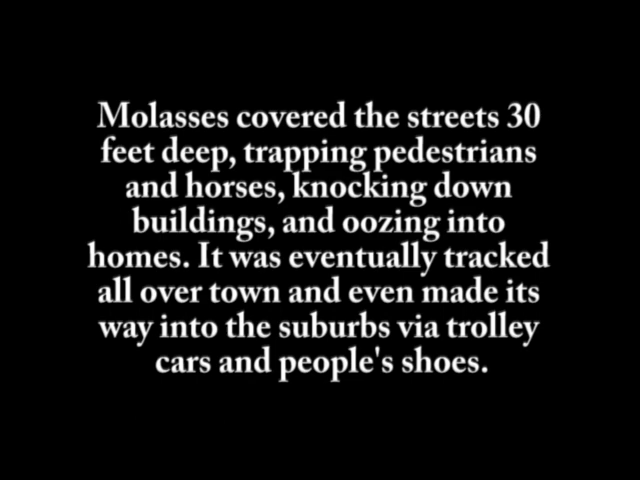 Molasses covered the streets 30
feet deep, trapping pedestrians
and horses, knocking down
buildings, and oozing into
homes. It was eventually tracked
all over town and even made its
way into the suburbs via trolley
cars and people's shoes.